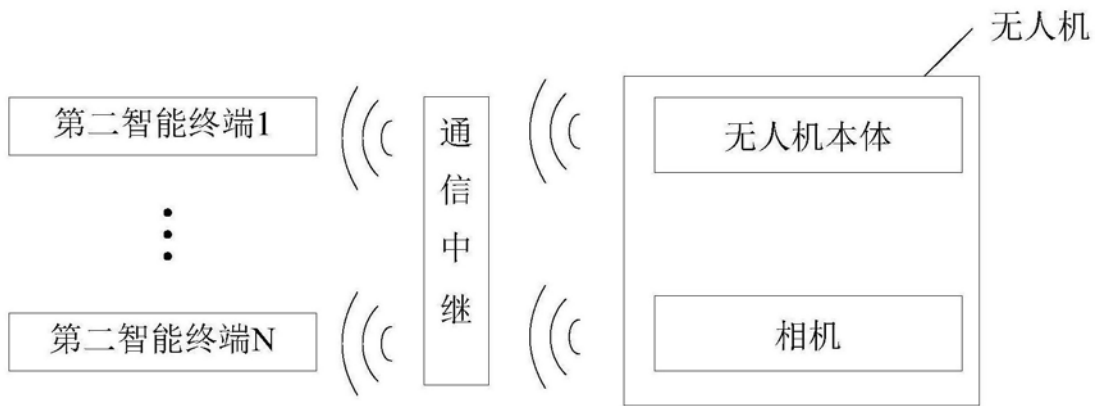 无人机
第二智能终端1
通信中继
无人机本体
第二智能终端N
相机